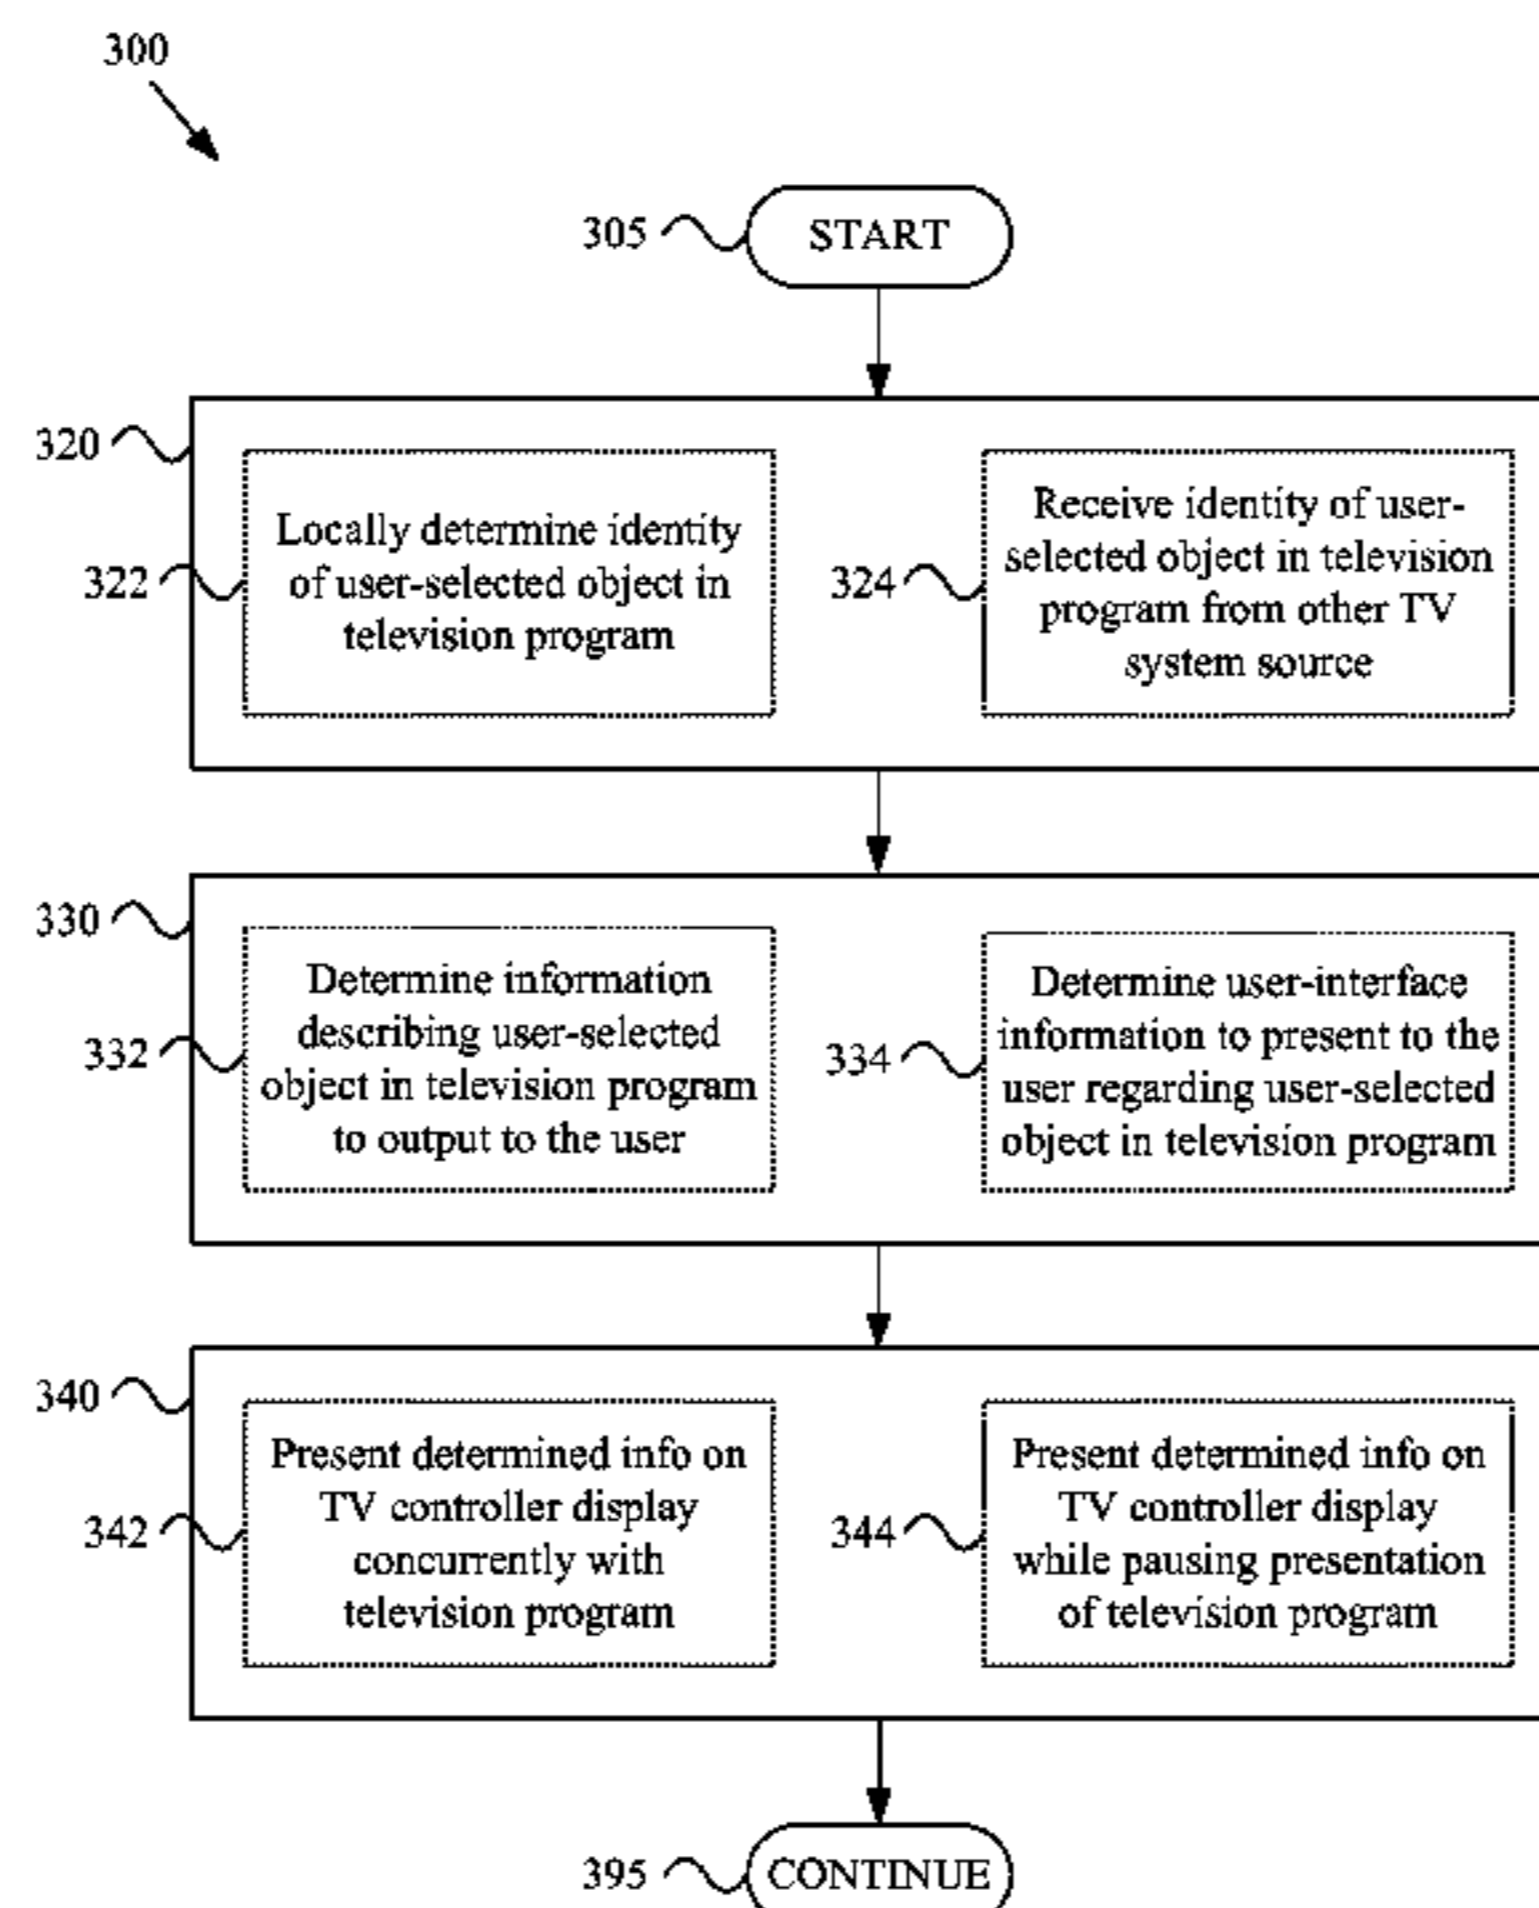 300
305
START
320
322
Locally determine identity
of user-selected object in
television program
324
Receive identity of user-
selected object in television
program from other TV
system source
330
332
Determine information
describing user-selected
object in television program
to output to the user
334
Determine user-interface
information to present to the
user regarding user-selected
object in television program
340
342
Present determined info on
TV controller display
concurrently with
television program
344
Present determined info on
TV controller display
while pausing presentation
of television program
395
CONTINUE